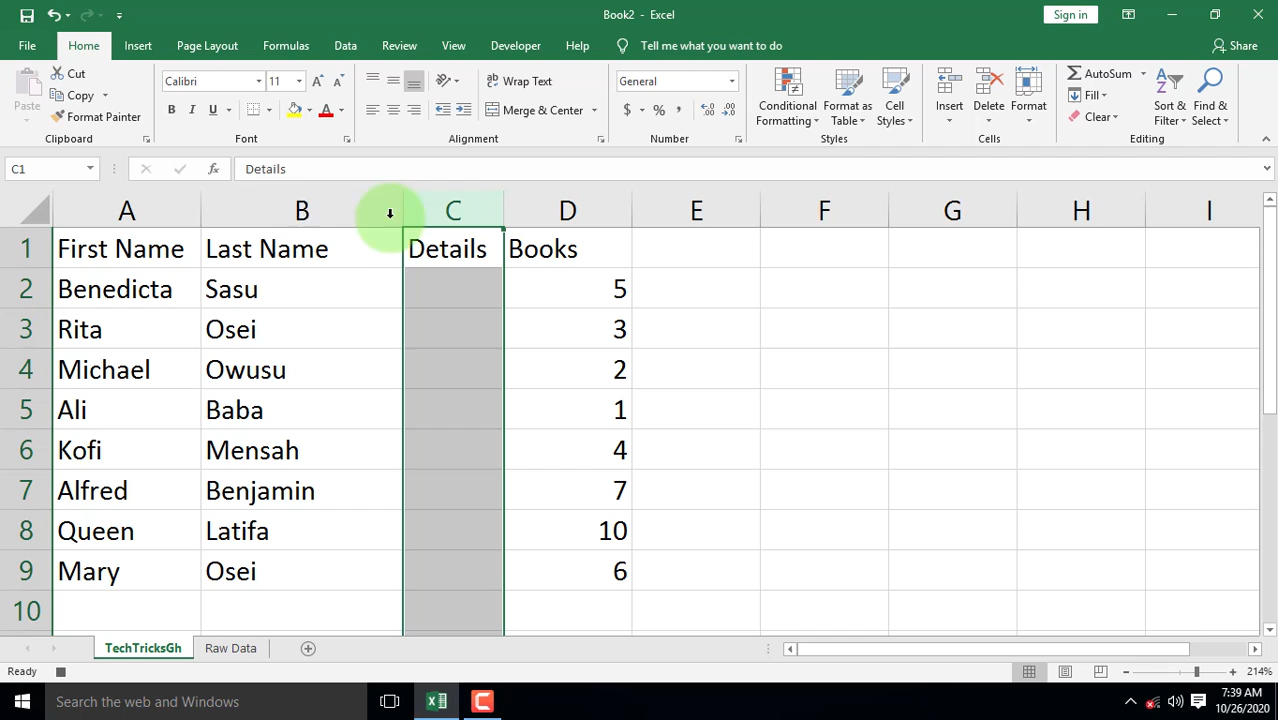 Book2 - Excel
Sign in
File Home Insert Page Layout Formulas Data Review View Developer Help Tell me what you want to do Share
Cut
Copy
Format Painter
Paste
Clipboard
Calibri 11
B I U
Font
Wrap Text
Merge & Center
Alignment
General
$ % ,
Number
Conditional Formatting
Format as Table
Cell Styles
Styles
Insert Delete Format
Cells
AutoSum
Fill
Clear
Sort & Filter
Find & Select
Editing
C1 fx Details
A B C D E F G H I
1 First Name Last Name Details Books
2 Benedicta Sasu 5
3 Rita Osei 3
4 Michael Owusu 2
5 Ali Baba 1
6 Kofi Mensah 4
7 Alfred Benjamin 7
8 Queen Latifa 10
9 Mary Osei 6
10
TechTricksGh Raw Data
Ready 214%
Search the web and Windows
7:39 AM
10/26/2020